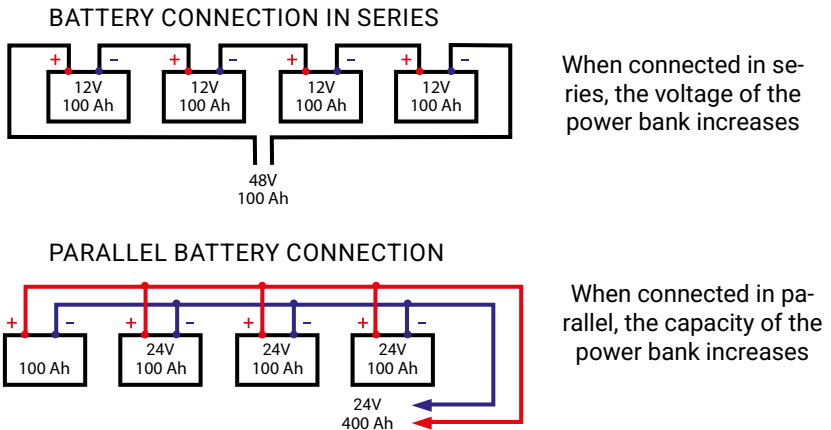 BATTERY CONNECTION IN SERIES
+ – + – + – + –
12V 12V 12V 12V
100 Ah 100 Ah 100 Ah 100 Ah
48V
100 Ah
When connected in se-
ries, the voltage of the
power bank increases
PARALLEL BATTERY CONNECTION
+ – + – + – + –
24V 24V 24V
100 Ah 100 Ah 100 Ah 100 Ah
24V
400 Ah
When connected in pa-
rallel, the capacity of the
power bank increases